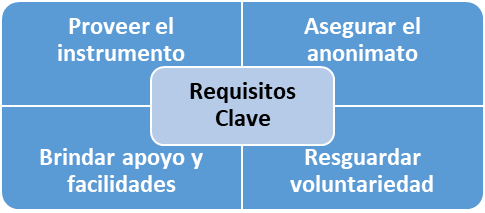 Proveer el
instrumento
Asegurar el
anonimato
Requisitos
Clave
Brindar apoyo y
facilidades
Resguardar
voluntariedad